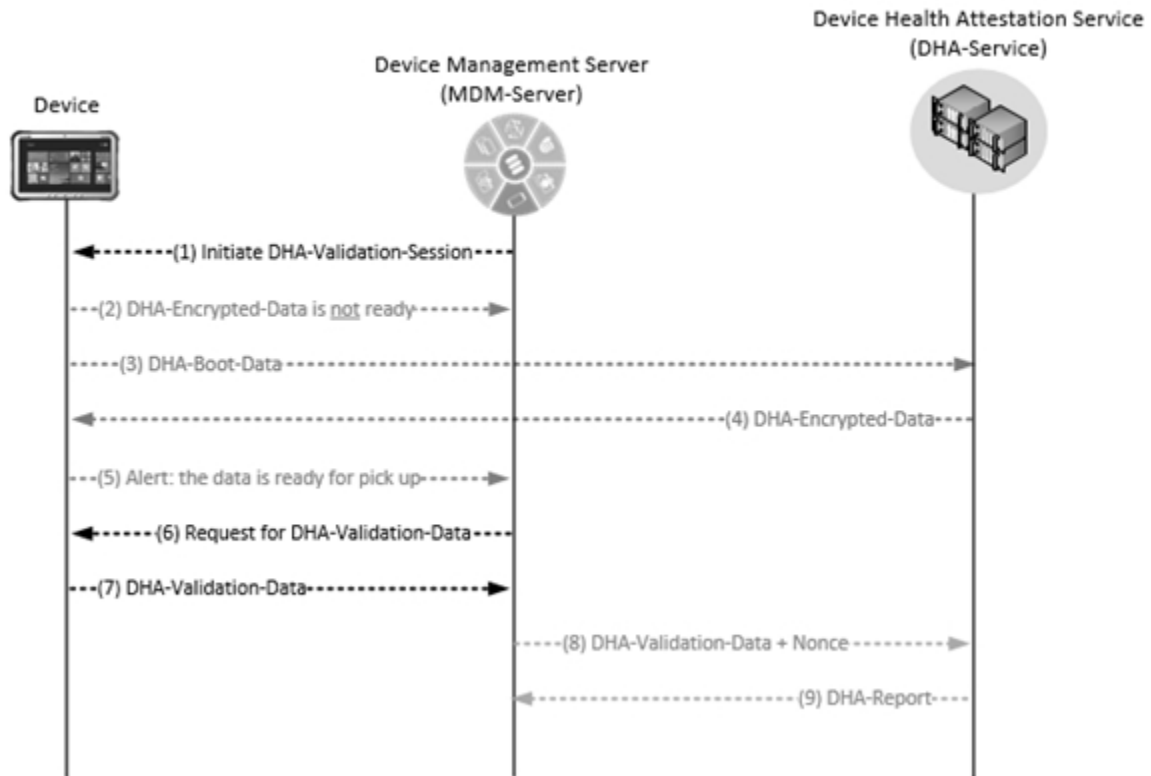 Device Health Attestation Service
(DHA-Service)
Device Management Server
(MDM-Server)
Device
(1) Initiate DHA-Validation-Session
(2) DHA-Encrypted-Data is not ready
(3) DHA-Boot-Data
(4) DHA-Encrypted-Data
(5) Alert: the data is ready for pick up
(6) Request for DHA-Validation-Data
(7) DHA-Validation-Data
(8) DHA-Validation-Data + Nonce
(9) DHA-Report